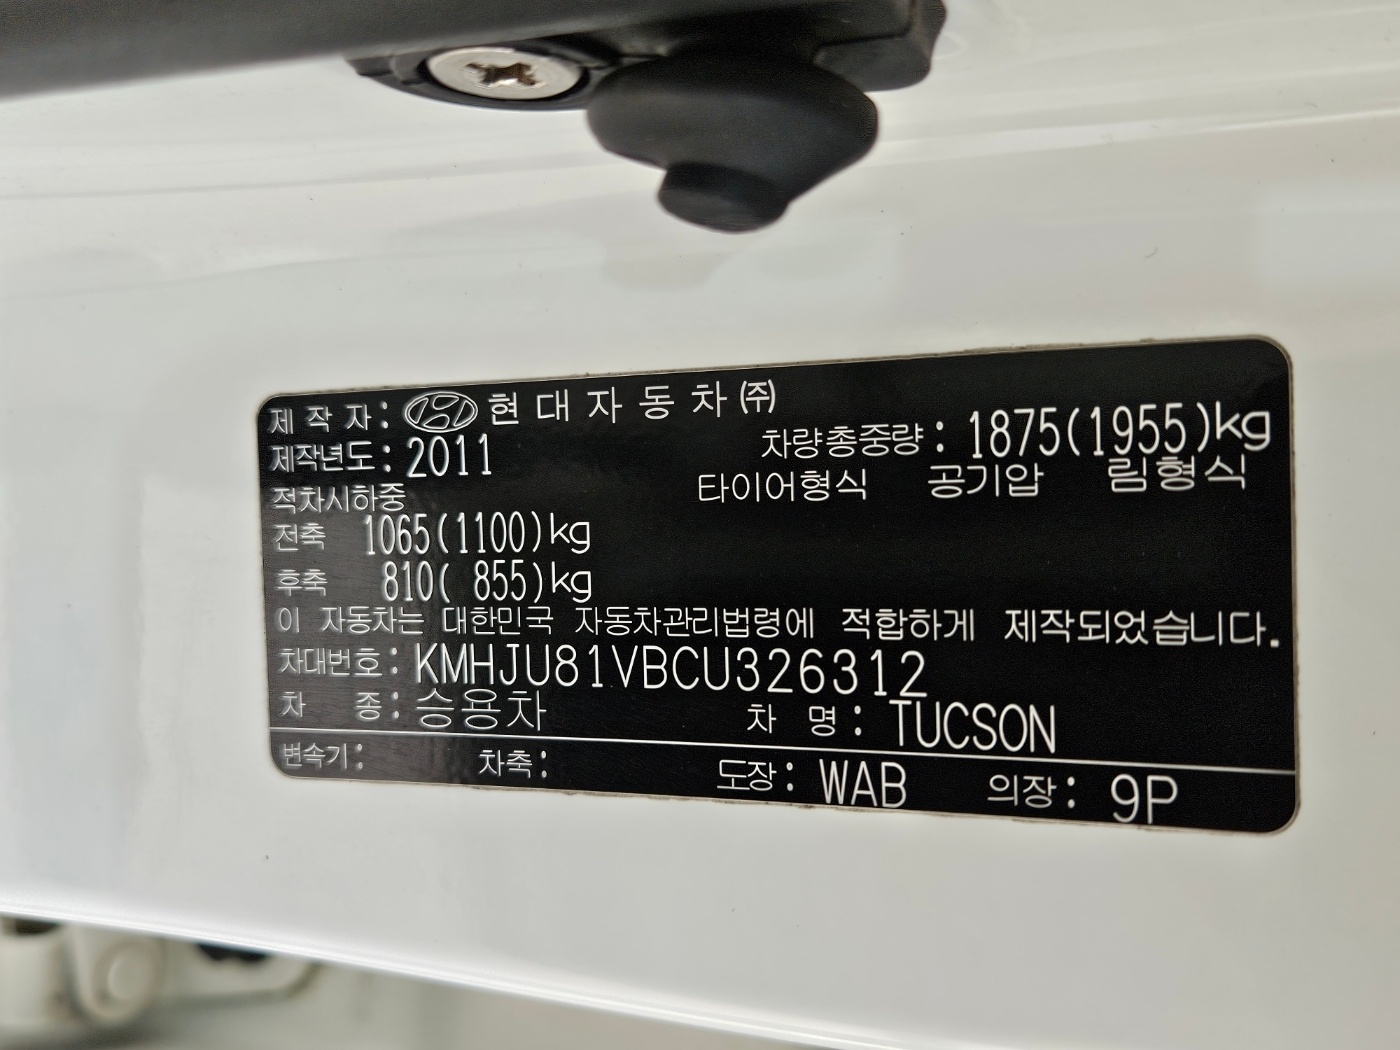 제 작 자 : 현 대 자 동 차 ㈜
제작년도 : 2011
차량총중량 : 1875(1955)kg
적차시하중
타이어형식 공기압 림형식
전축 1065(1100)kg
후축 810( 855)kg
이 자동차는 대한민국 자동차관리법령에 적합하게 제작되었습니다.
차대번호 : KMHJU81VBCU326312
차 종 : 승용차 차 명 : TUCSON
변속기 : 차축 : 도장 : WAB 의장 : 9P